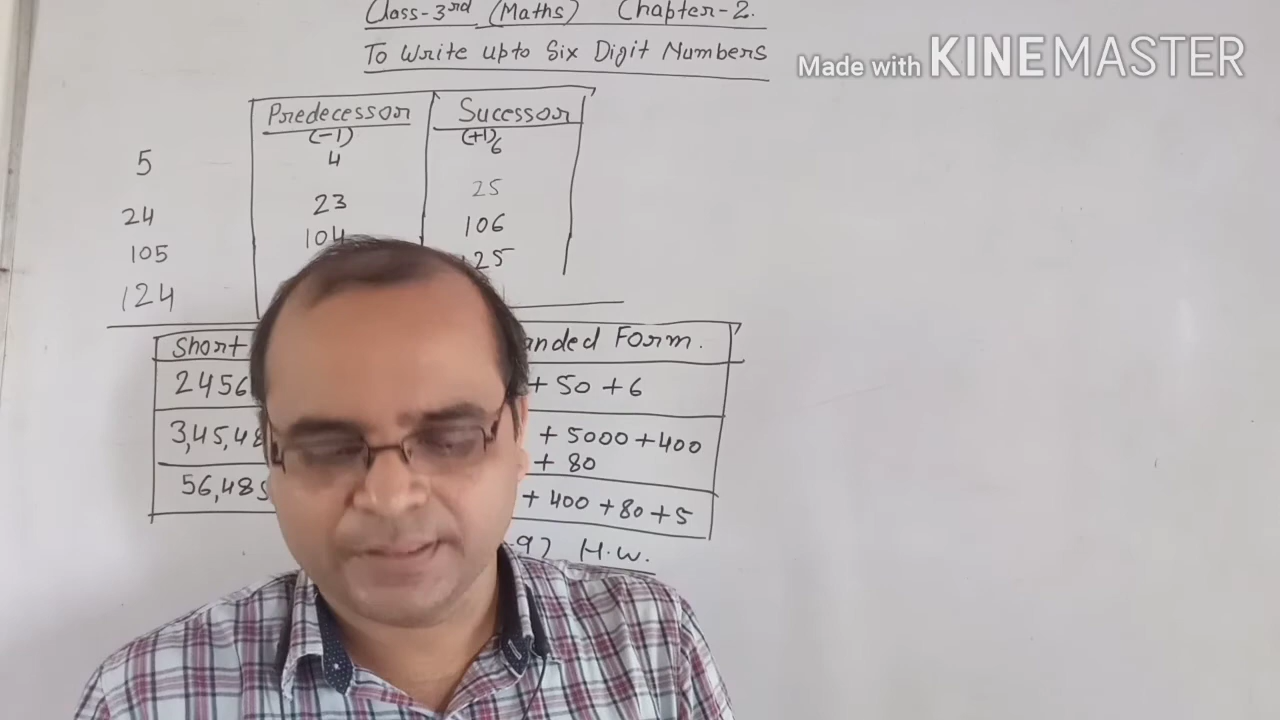 Class-3rd (Maths) Chapter-2.
To Write upto Six Digit Numbers
Made with KINEMASTER
Predecessor Sucessor
(-1) (+1)
5 4 6
24 23 25
105 104 106
124 125
Short anded Form.
2456 + 50 + 6
3,45,48 + 5000 + 400
+ 80
56,485 + 400 + 80 + 5
H.W.